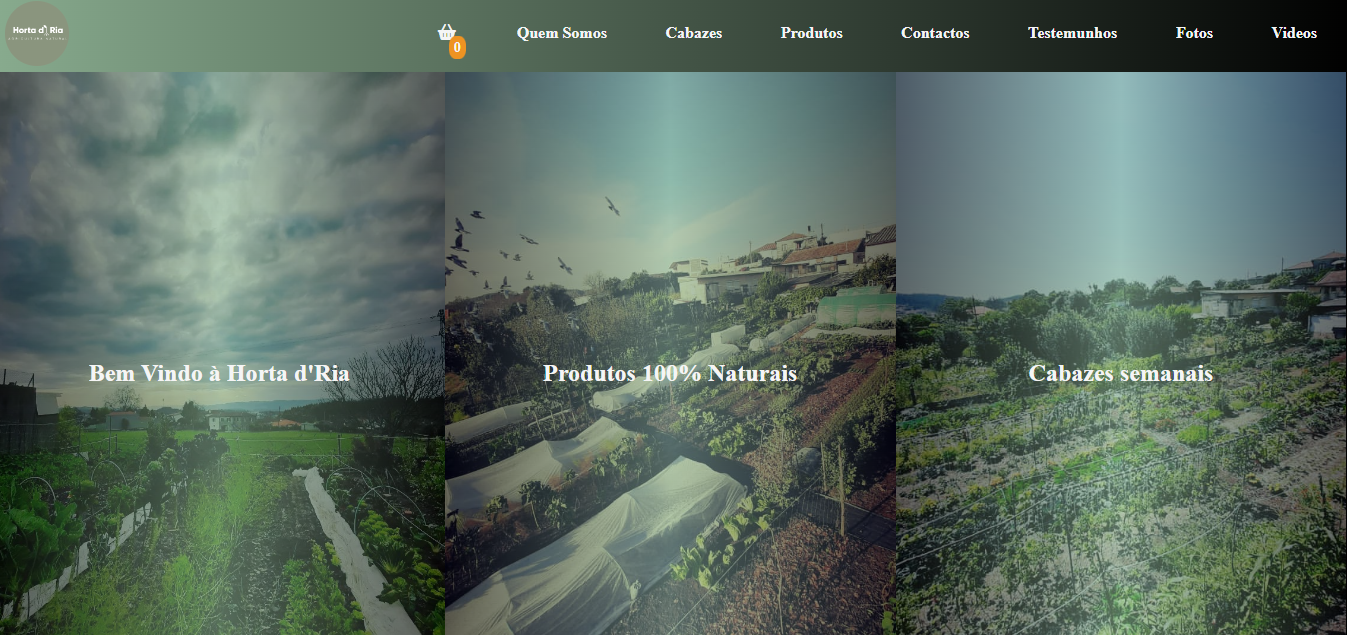 Horta d' Ria
0
Quem Somos
Cabazes
Produtos
Contactos
Testemunhos
Fotos
Videos
Bem Vindo à Horta d'Ria
Produtos 100% Naturais
Cabazes semanais